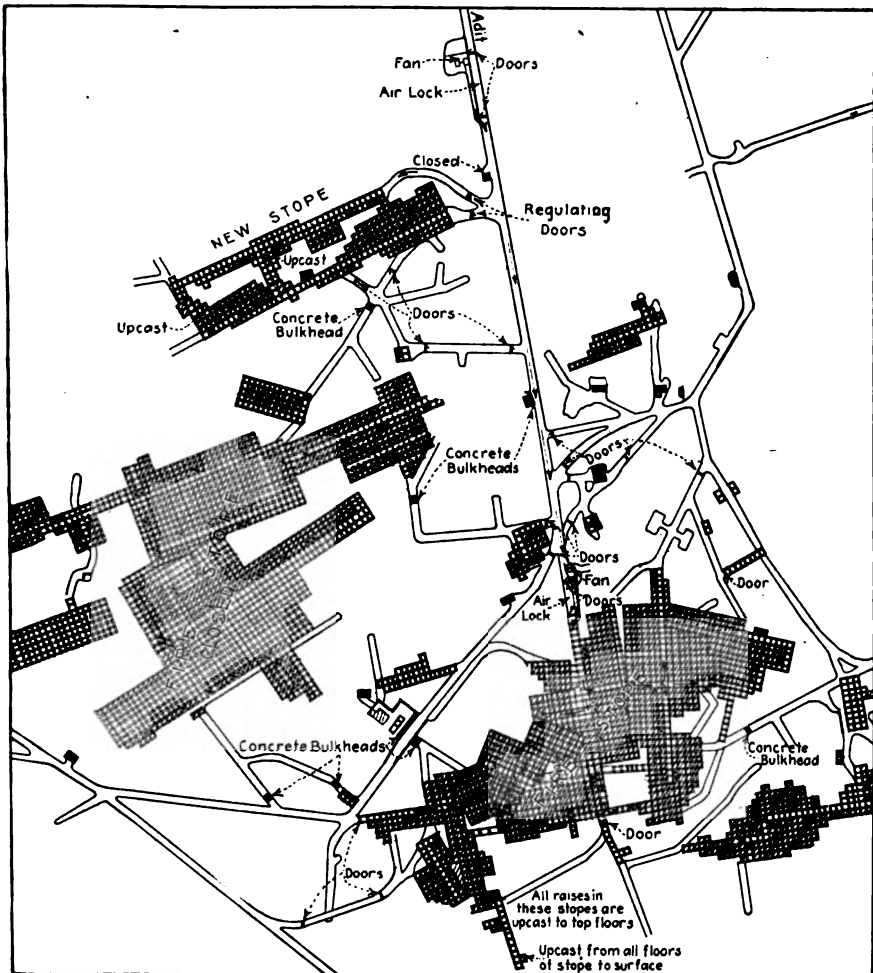 Adit
Fan
Doors
Air Lock
Closed
NEW STOPE
Regulating
Doors
Upcast
Upcast
Concrete
Bulkhead
Doors
Concrete
Bulkheads
Doors
Doors
Fan
Doors
Air
Lock
Door
STOPE
Concrete Bulkheads
Concrete
Bulkhead
Door
Doors
All raises in
these stopes are
upcast to top floors
Upcast from all floors
of stope to surface